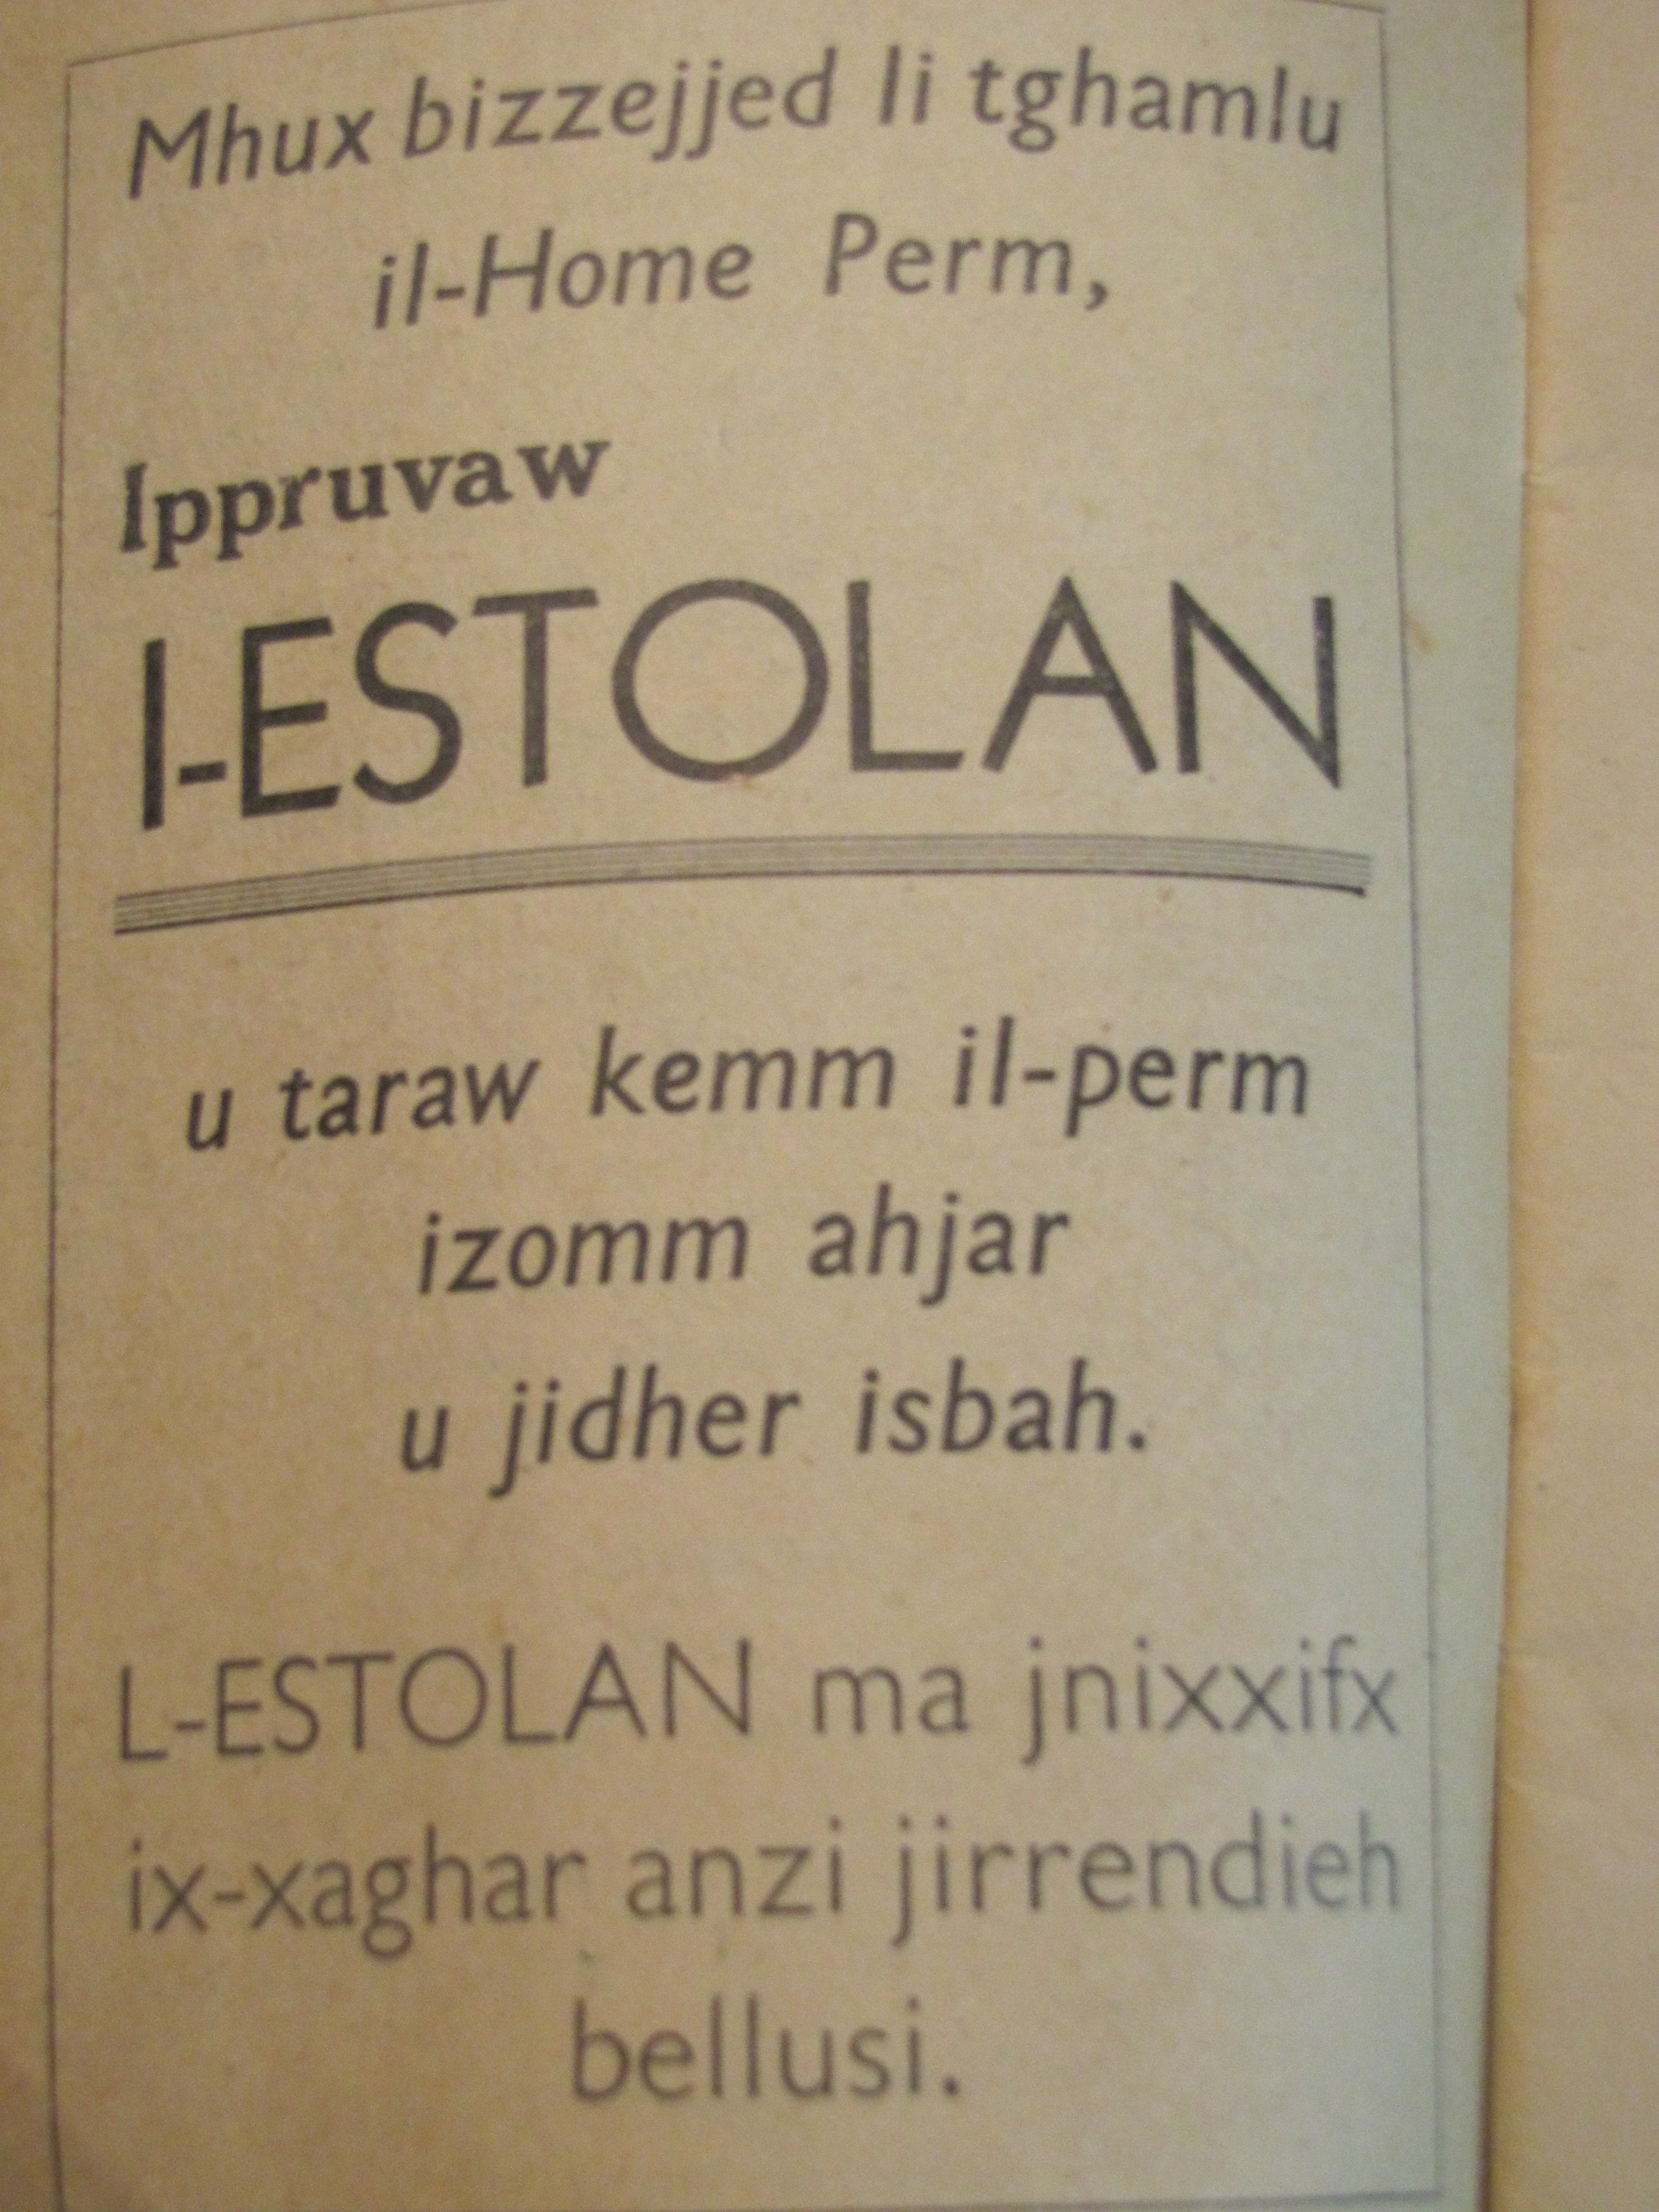 Mhux bizzejjed li tghamlu
il-Home Perm,
Ippruvaw
l-ESTOLAN
u taraw kemm il-perm
izomm ahjar
u jidher isbah.
L-ESTOLAN ma jnixxifx
ix-xaghar anzi jirrendieh
bellusi.